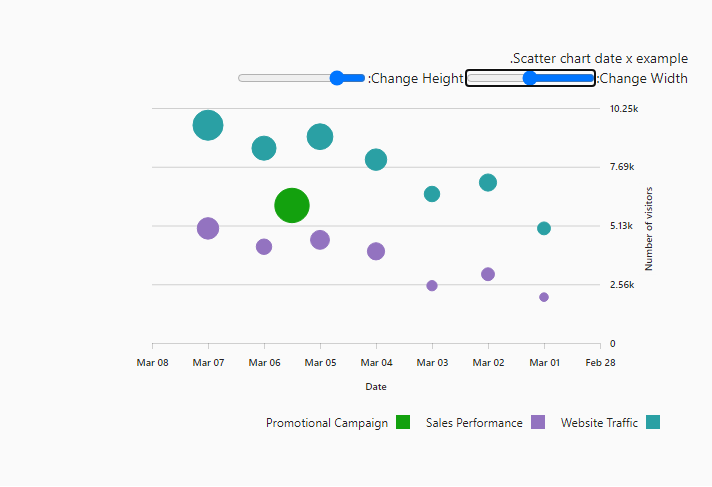 .Scatter chart date x example
:Change Width
:Change Height
10.25k
7.69k
5.13k
2.56k
0
Number of visitors
Mar 08 Mar 07 Mar 06 Mar 05 Mar 04 Mar 03 Mar 02 Mar 01 Feb 28
Date
Promotional Campaign Sales Performance Website Traffic